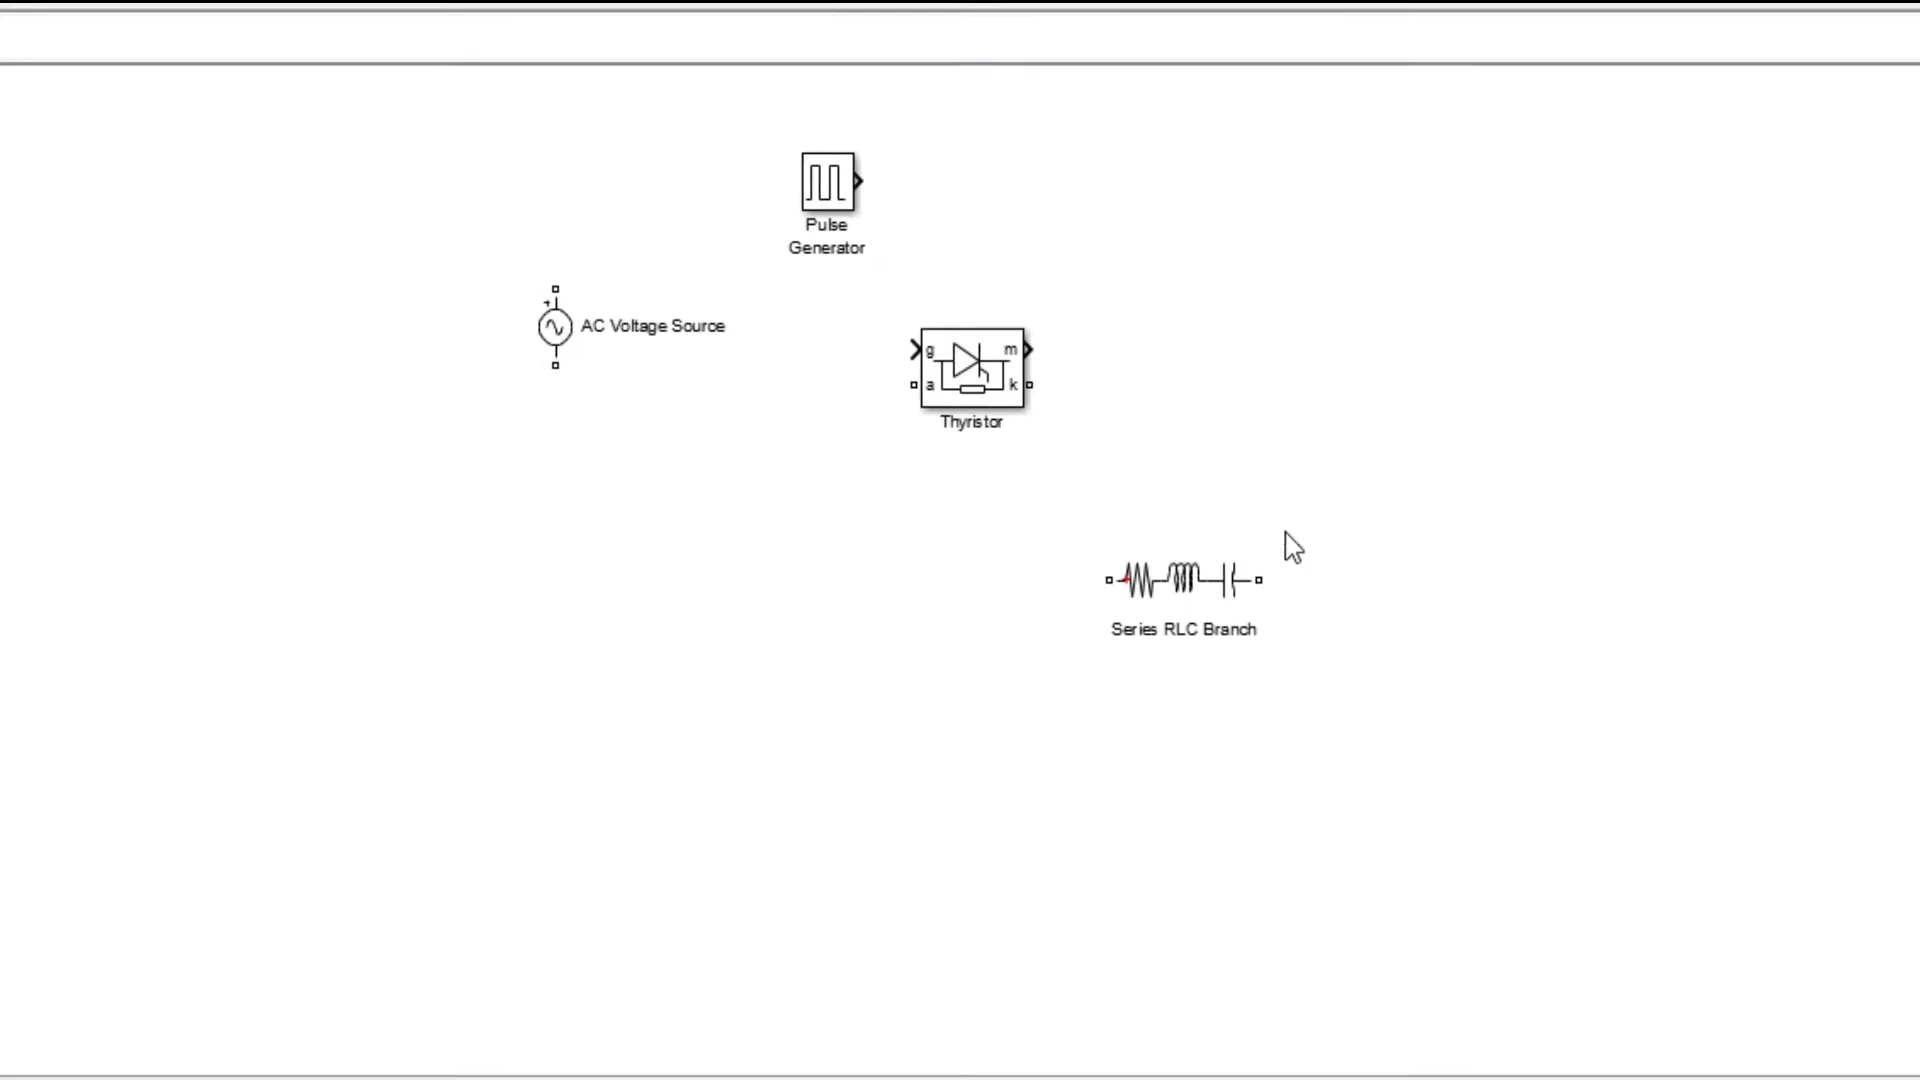 Pulse
Generator
AC Voltage Source
g
m
a
k
Thyristor
Series RLC Branch